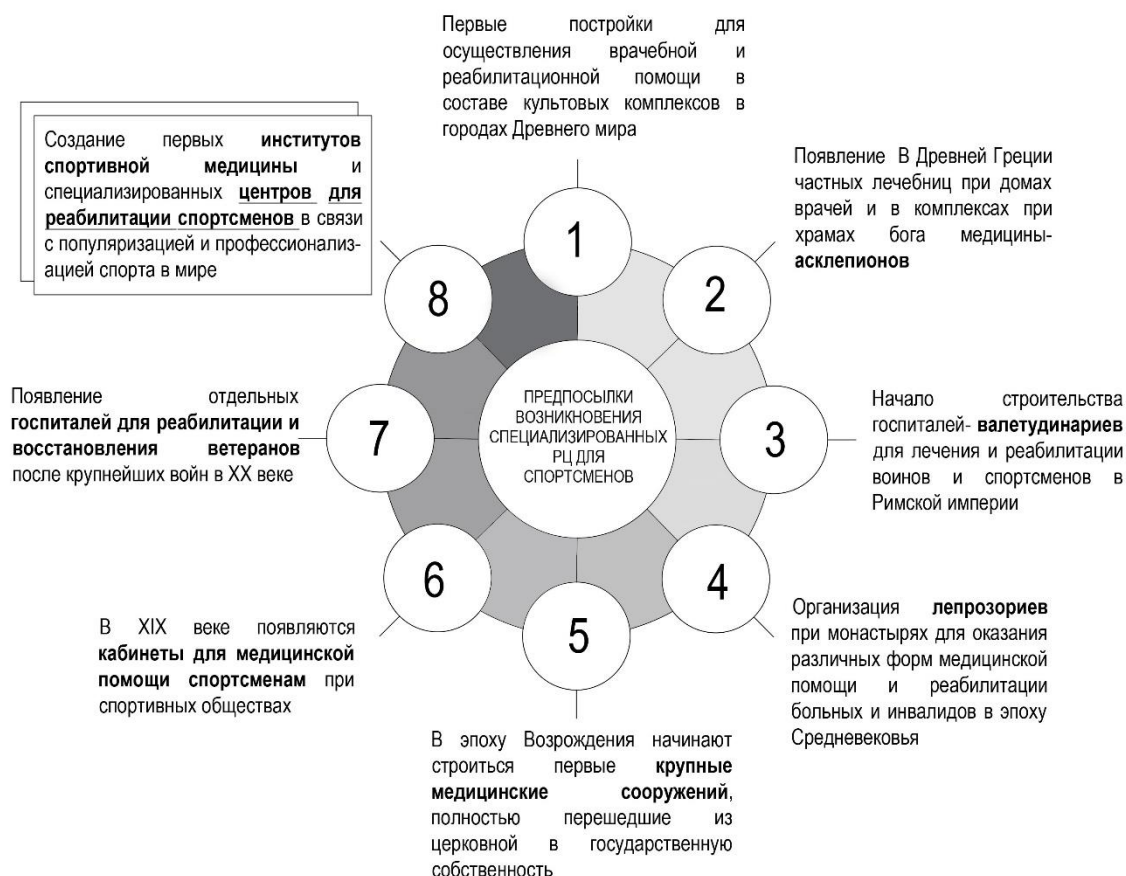 Первые постройки для
осуществления врачебной и
реабилитационной помощи в
составе культовых комплексов в
городах Древнего мира
1
Появление В Древней Греции
частных лечебниц при домах
врачей и в комплексах при
храмах бога медицины-
асклепионов
2
Начало строительства
госпиталей- валетудинариев
для лечения и реабилитации
воинов и спортсменов в
Римской империи
3
Организация лепрозориев
при монастырях для оказания
различных форм медицинской
помощи и реабилитации
больных и инвалидов в эпоху
Средневековья
4
В эпоху Возрождения начинают
строиться первые крупные
медицинские сооружений,
полностью перешедшие из
церковной в государственную
собственность
5
В XIX веке появляются
кабинеты для медицинской
помощи спортсменам при
спортивных обществах
6
Появление отдельных
госпиталей для реабилитации и
восстановления ветеранов
после крупнейших войн в XX веке
7
Создание первых институтов
спортивной медицины и
специализированных центров для
реабилитации спортсменов в связи
с популяризацией и профессионализ-
ацией спорта в мире
8
ПРЕДПОСЫЛКИ
ВОЗНИКНОВЕНИЯ
СПЕЦИАЛИЗИРОВАННЫХ
РЦ ДЛЯ
СПОРТСМЕНОВ